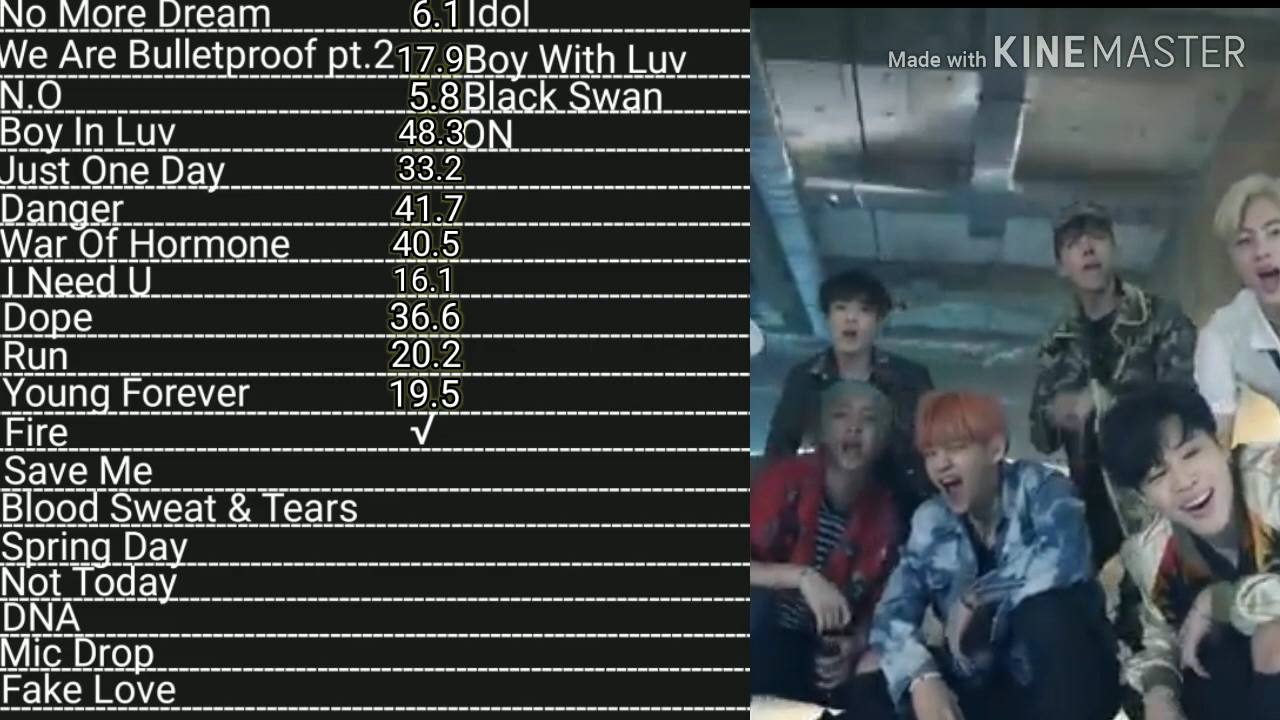 No More Dream 6.1 Idol
We Are Bulletproof pt.2 17.9 Boy With Luv
N.O 5.8 Black Swan
Boy In Luv 48.3 ON
Just One Day 33.2
Danger 41.7
War Of Hormone 40.5
I Need U 16.1
Dope 36.6
Run 20.2
Young Forever 19.5
Fire √
Save Me
Blood Sweat & Tears
Spring Day
Not Today
DNA
Mic Drop
Fake Love
Made with KINEMASTER